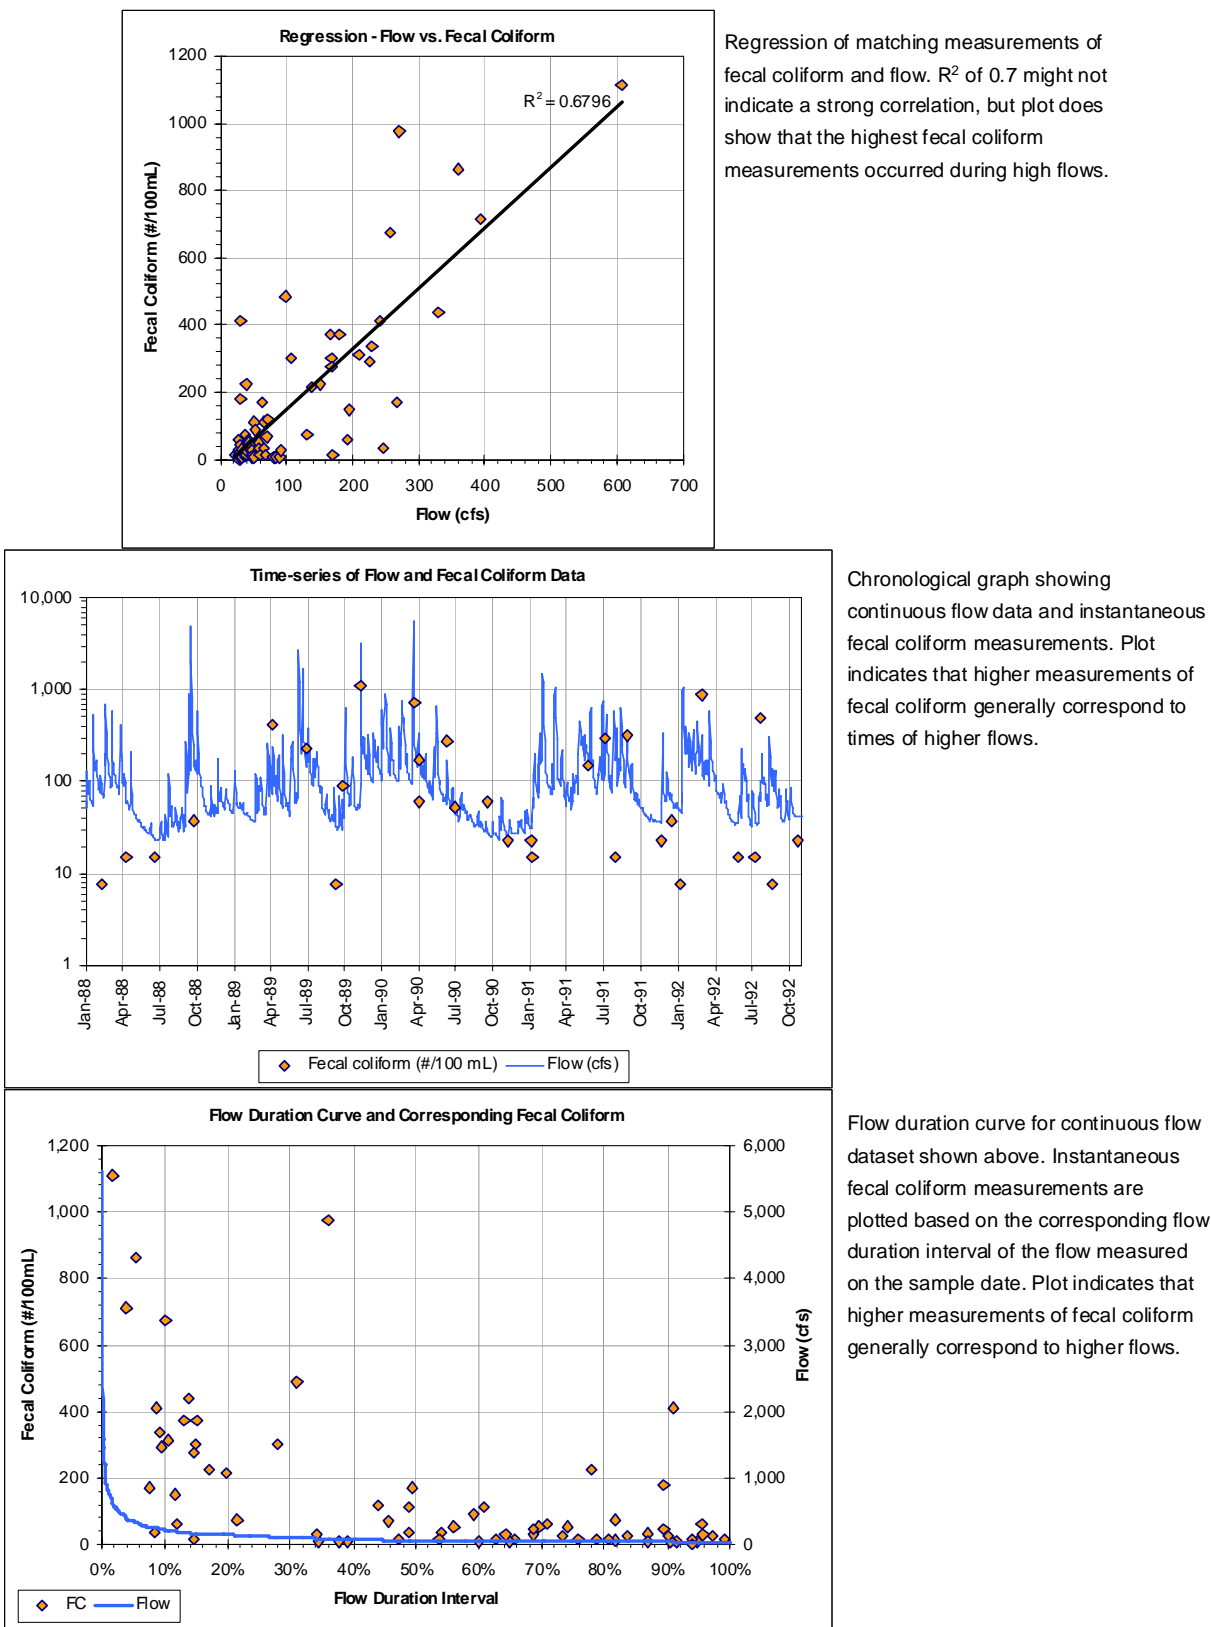 Regression - Flow vs. Fecal Coliform
1200
1000
800
600
400
200
0
R² = 0.6796
Fecal Coliform (#/100mL)
0 100 200 300 400 500 600 700
Flow (cfs)
Regression of matching measurements of
fecal coliform and flow. R² of 0.7 might not
indicate a strong correlation, but plot does
show that the highest fecal coliform
measurements occurred during high flows.
Time-series of Flow and Fecal Coliform Data
10,000
1,000
100
10
1
Jan-88 Apr-88 Jul-88 Oct-88 Jan-89 Apr-89 Jul-89 Oct-89 Jan-90 Apr-90 Jul-90 Oct-90 Jan-91 Apr-91 Jul-91 Oct-91 Jan-92 Apr-92 Jul-92 Oct-92
Fecal coliform (#/100 mL) Flow (cfs)
Chronological graph showing
continuous flow data and instantaneous
fecal coliform measurements. Plot
indicates that higher measurements of
fecal coliform generally correspond to
times of higher flows.
Flow Duration Curve and Corresponding Fecal Coliform
1,200
1,000
800
600
400
200
0
Fecal Coliform (#/100mL)
6,000
5,000
4,000
3,000
2,000
1,000
0
Flow (cfs)
0% 10% 20% 30% 40% 50% 60% 70% 80% 90% 100%
Flow Duration Interval
FC Flow
Flow duration curve for continuous flow
dataset shown above. Instantaneous
fecal coliform measurements are
plotted based on the corresponding flow
duration interval of the flow measured
on the sample date. Plot indicates that
higher measurements of fecal coliform
generally correspond to higher flows.